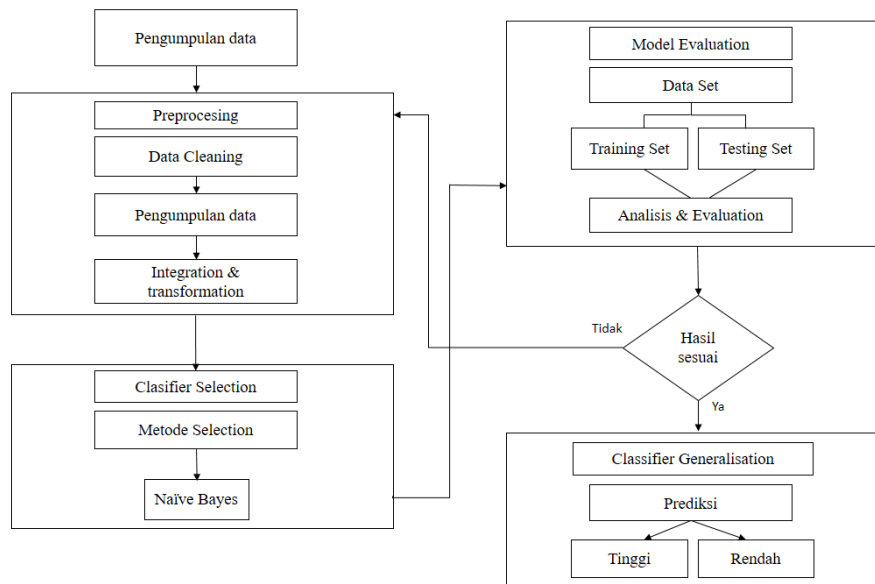 Pengumpulan data
Preprocesing
Data Cleaning
Pengumpulan data
Integration &
transformation
Clasifier Selection
Metode Selection
Naïve Bayes
Model Evaluation
Data Set
Training Set
Testing Set
Analisis & Evaluation
Hasil
sesuai
Tidak
Ya
Classifier Generalisation
Prediksi
Tinggi
Rendah